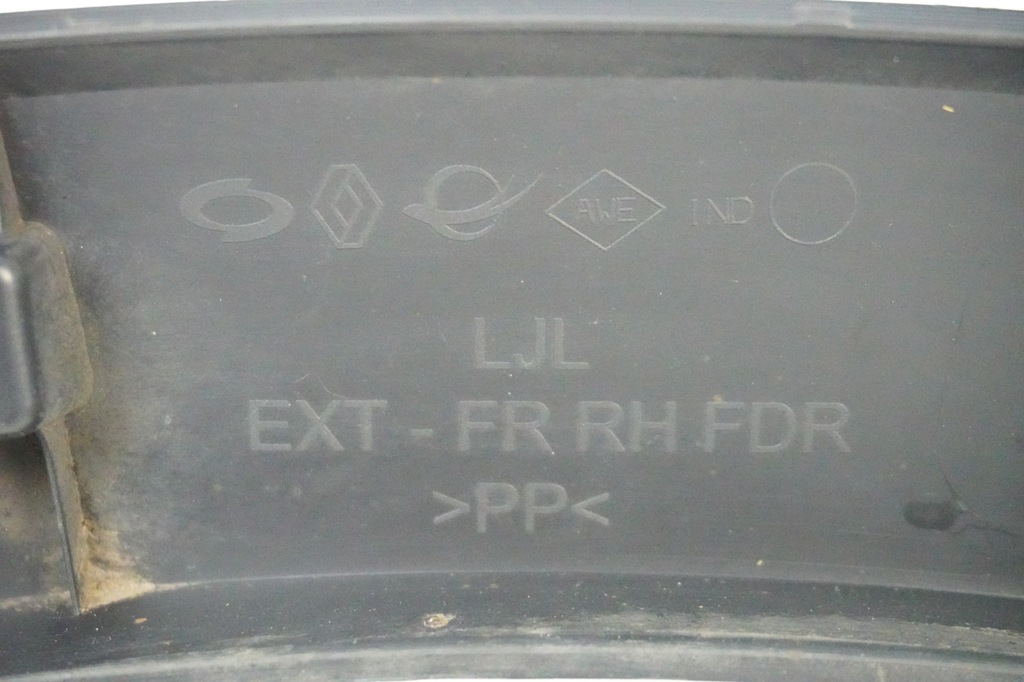 AWE IND
LJL
EXT - FR RH FDR
>PP<